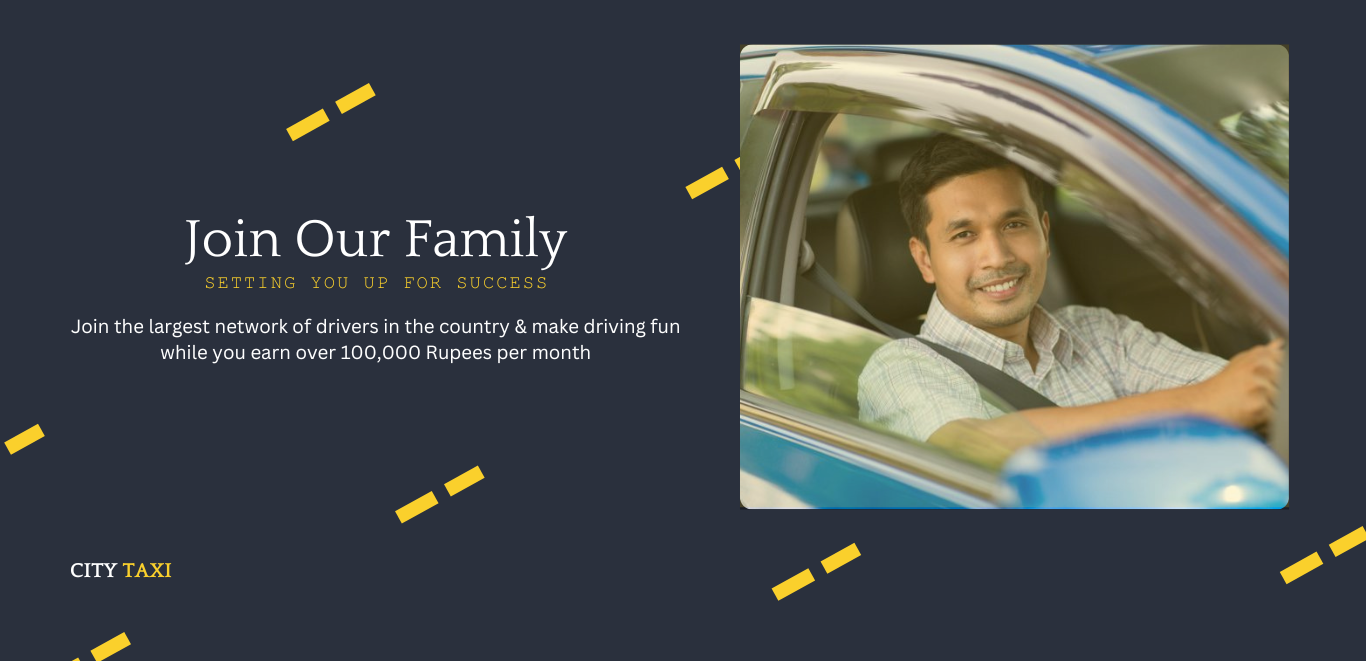 Join Our Family
SETTING YOU UP FOR SUCCESS
Join the largest network of drivers in the country & make driving fun
while you earn over 100,000 Rupees per month
CITY TAXI